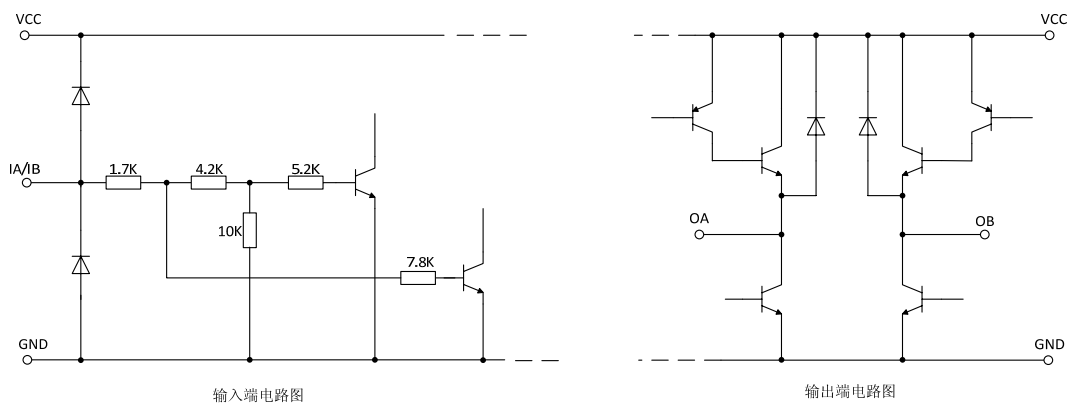 VCC
VCC
IA/IB
1.7K
4.2K
5.2K
10K
OA
OB
7.8K
GND
GND
输入端电路图
输出端电路图